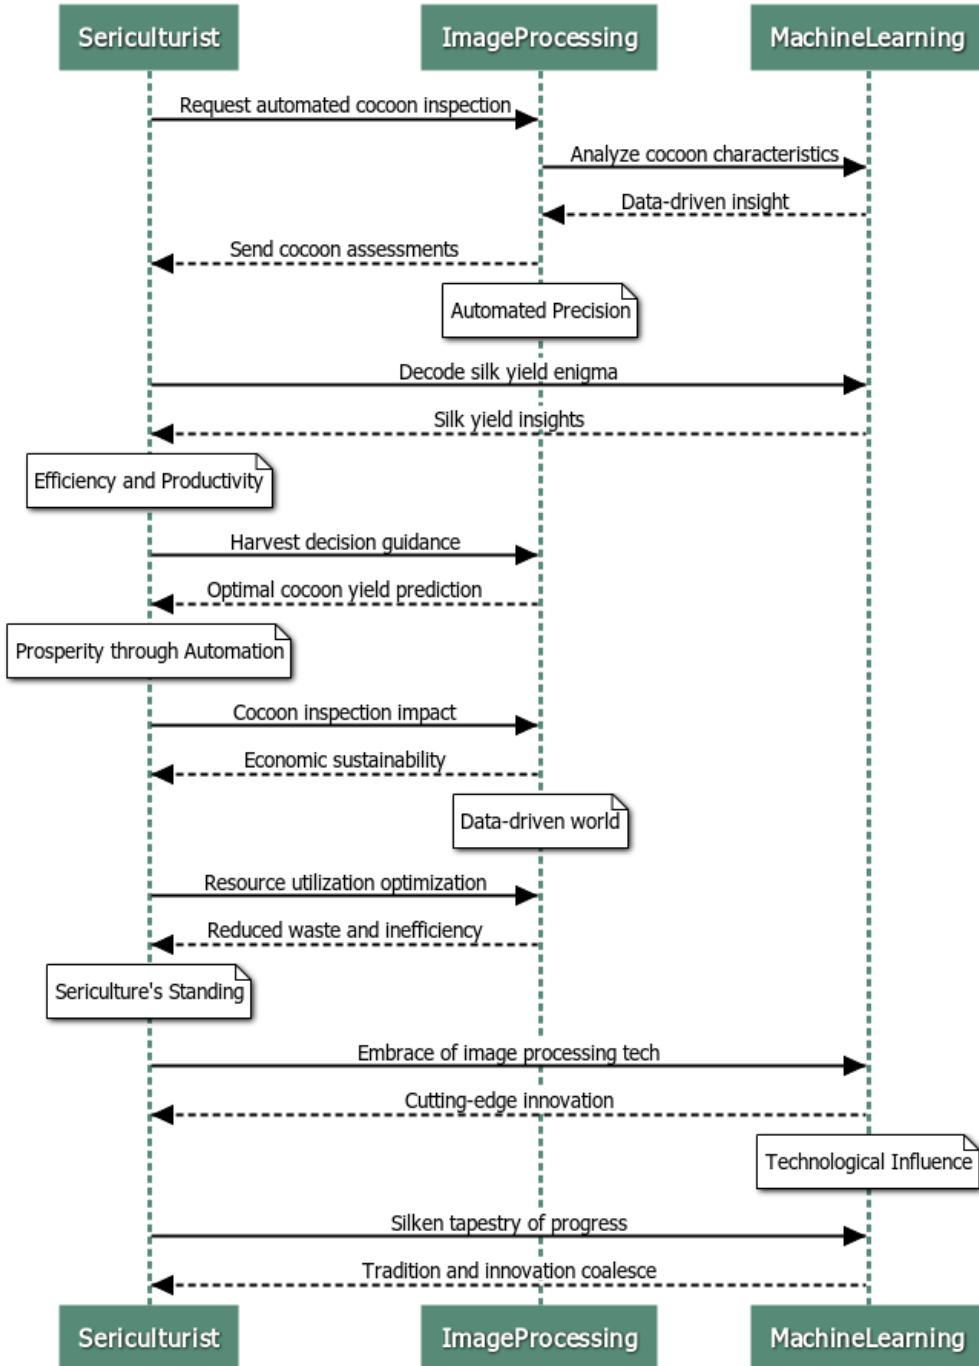 Sericulturist
ImageProcessing
MachineLearning
Request automated cocoon inspection
Analyze cocoon characteristics
Data-driven insight
Send cocoon assessments
Automated Precision
Decode silk yield enigma
Silk yield insights
Efficiency and Productivity
Harvest decision guidance
Optimal cocoon yield prediction
Prosperity through Automation
Cocoon inspection impact
Economic sustainability
Data-driven world
Resource utilization optimization
Reduced waste and inefficiency
Sericulture's Standing
Embrace of image processing tech
Cutting-edge innovation
Technological Influence
Silken tapestry of progress
Tradition and innovation coalesce
Sericulturist
ImageProcessing
MachineLearning